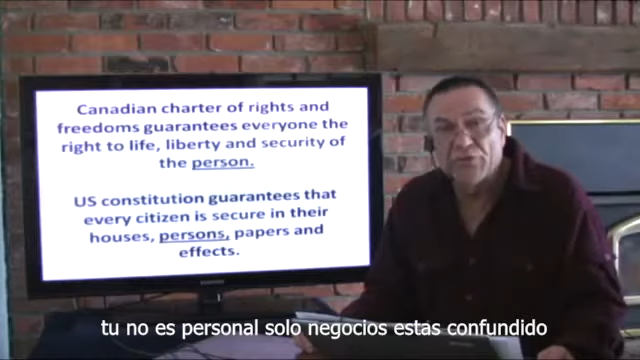 Canadian charter of rights and
freedoms guarantees everyone the
right to life, liberty and security of
the person.
US constitution guarantees that
every citizen is secure in their
houses, persons, papers and
effects.
tu no es personal solo negocios estas confundido